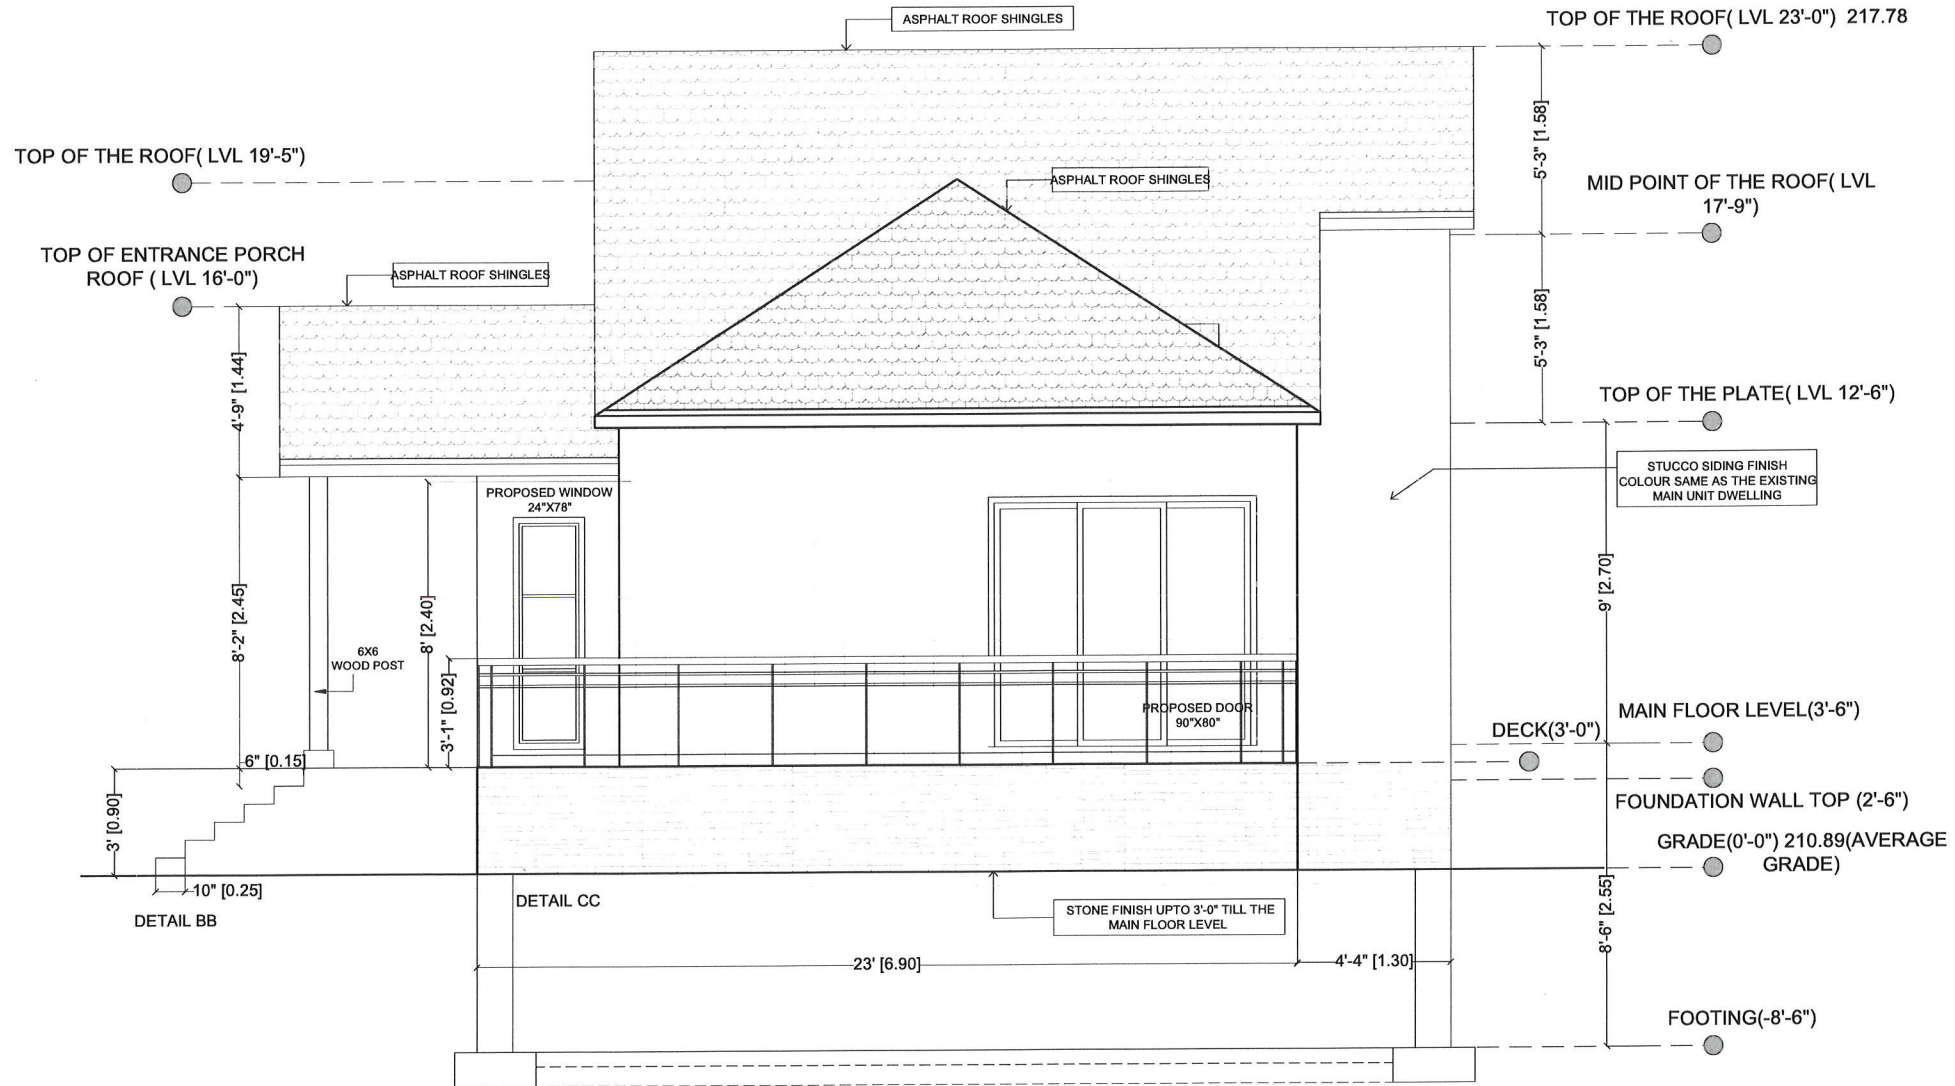 ASPHALT ROOF SHINGLES
TOP OF THE ROOF( LVL 23'-0") 217.78
5'-3" [1.58]
TOP OF THE ROOF( LVL 19'-5")
ASPHALT ROOF SHINGLES
MID POINT OF THE ROOF( LVL
17'-9")
TOP OF ENTRANCE PORCH
ROOF ( LVL 16'-0")
ASPHALT ROOF SHINGLES
5'-3" [1.58]
4'-9" [1.44]
TOP OF THE PLATE( LVL 12'-6")
STUCCO SIDING FINISH
COLOUR SAME AS THE EXISTING
MAIN UNIT DWELLING
PROPOSED WINDOW
24"X78"
9' [2.70]
8'-2" [2.45]
8' [2.40]
6X6
WOOD POST
3'-1" [0.92]
PROPOSED DOOR
90"X80"
MAIN FLOOR LEVEL(3'-6")
DECK(3'-0")
6" [0.15]
FOUNDATION WALL TOP (2'-6")
3' [0.90]
GRADE(0'-0") 210.89(AVERAGE
GRADE)
10" [0.25]
DETAIL BB
DETAIL CC
STONE FINISH UPTO 3'-0" TILL THE
MAIN FLOOR LEVEL
8'-6" [2.55]
23' [6.90]
4'-4" [1.30]
FOOTING(-8'-6")